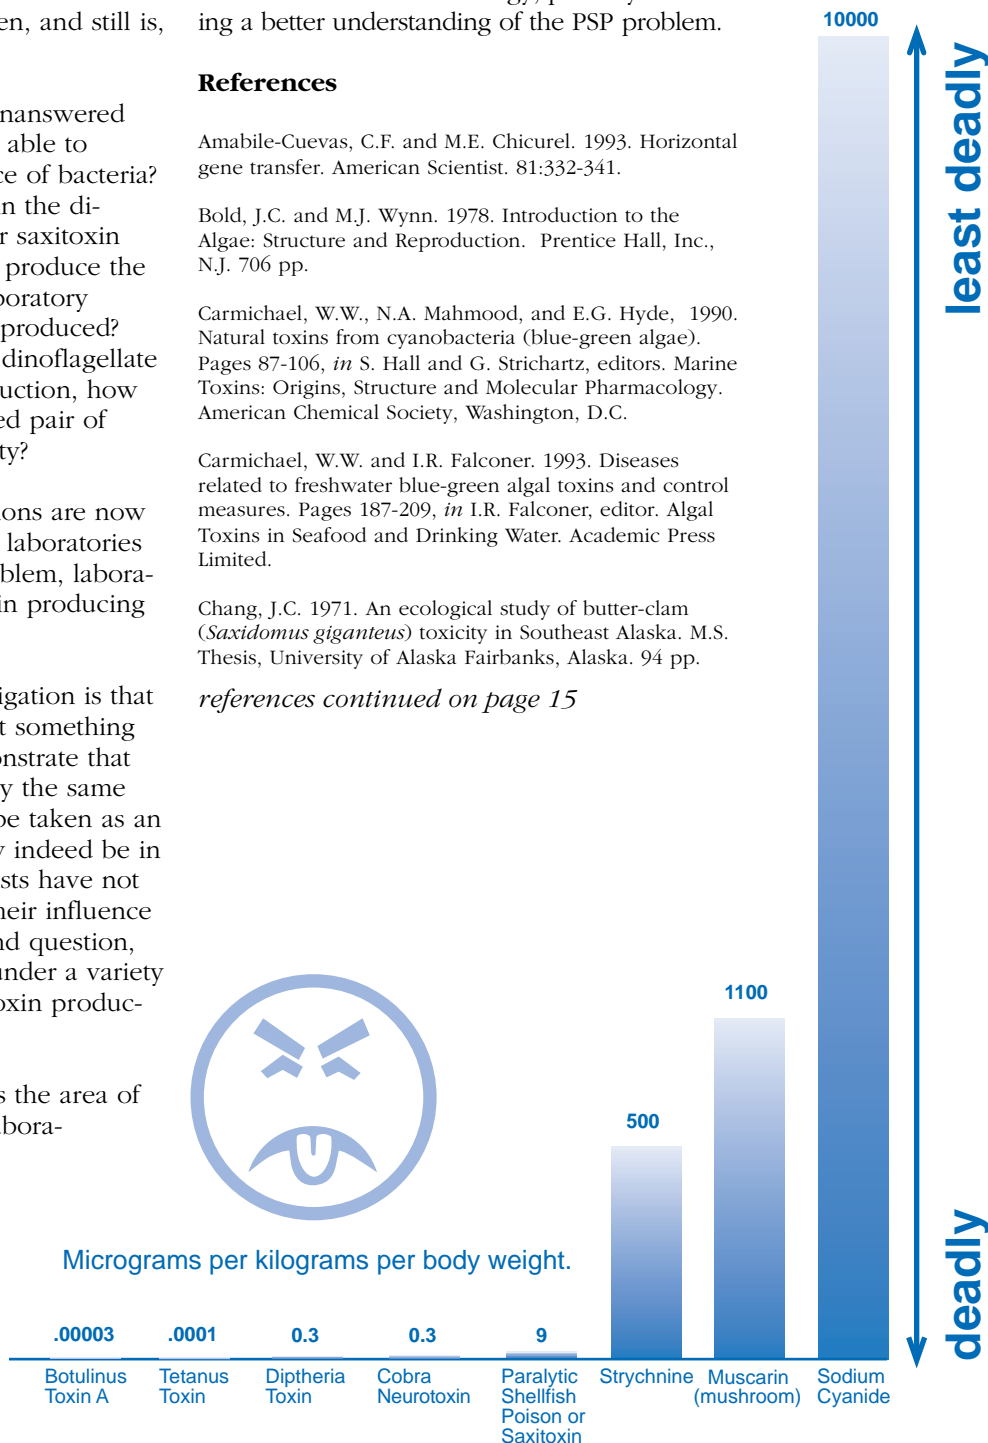 en, and still is,
nanswered
able to
ce of bacteria?
in the di-
r saxitoxin
produce the
boratory
produced?
dinoflagellate
uction, how
ed pair of
ty?
ions are now
laboratories
blem, labora-
in producing
igation is that
t something
onstrate that
y the same
be taken as an
y indeed be in
sts have not
heir influence
nd question,
under a variety
oxin produc-
s the area of
abora-
ing a better understanding of the PSP problem.
References
Amabile-Cuevas, C.F. and M.E. Chicurel. 1993. Horizontal
gene transfer. American Scientist. 81:332-341.
Bold, J.C. and M.J. Wynn. 1978. Introduction to the
Algae: Structure and Reproduction. Prentice Hall, Inc.,
N.J. 706 pp.
Carmichael, W.W., N.A. Mahmood, and E.G. Hyde, 1990.
Natural toxins from cyanobacteria (blue-green algae).
Pages 87-106, in S. Hall and G. Strichartz, editors. Marine
Toxins: Origins, Structure and Molecular Pharmacology.
American Chemical Society, Washington, D.C.
Carmichael, W.W. and I.R. Falconer. 1993. Diseases
related to freshwater blue-green algal toxins and control
measures. Pages 187-209, in I.R. Falconer, editor. Algal
Toxins in Seafood and Drinking Water. Academic Press
Limited.
Chang, J.C. 1971. An ecological study of butter-clam
(Saxidomus giganteus) toxicity in Southeast Alaska. M.S.
Thesis, University of Alaska Fairbanks, Alaska. 94 pp.
references continued on page 15
10000
least deadly
1100
500
deadly
Micrograms per kilograms per body weight.
.00003
.0001
0.3
0.3
9
Botulinus
Toxin A
Tetanus
Toxin
Diptheria
Toxin
Cobra
Neurotoxin
Paralytic
Shellfish
Poison or
Saxitoxin
Strychnine
Muscarin
(mushroom)
Sodium
Cyanide